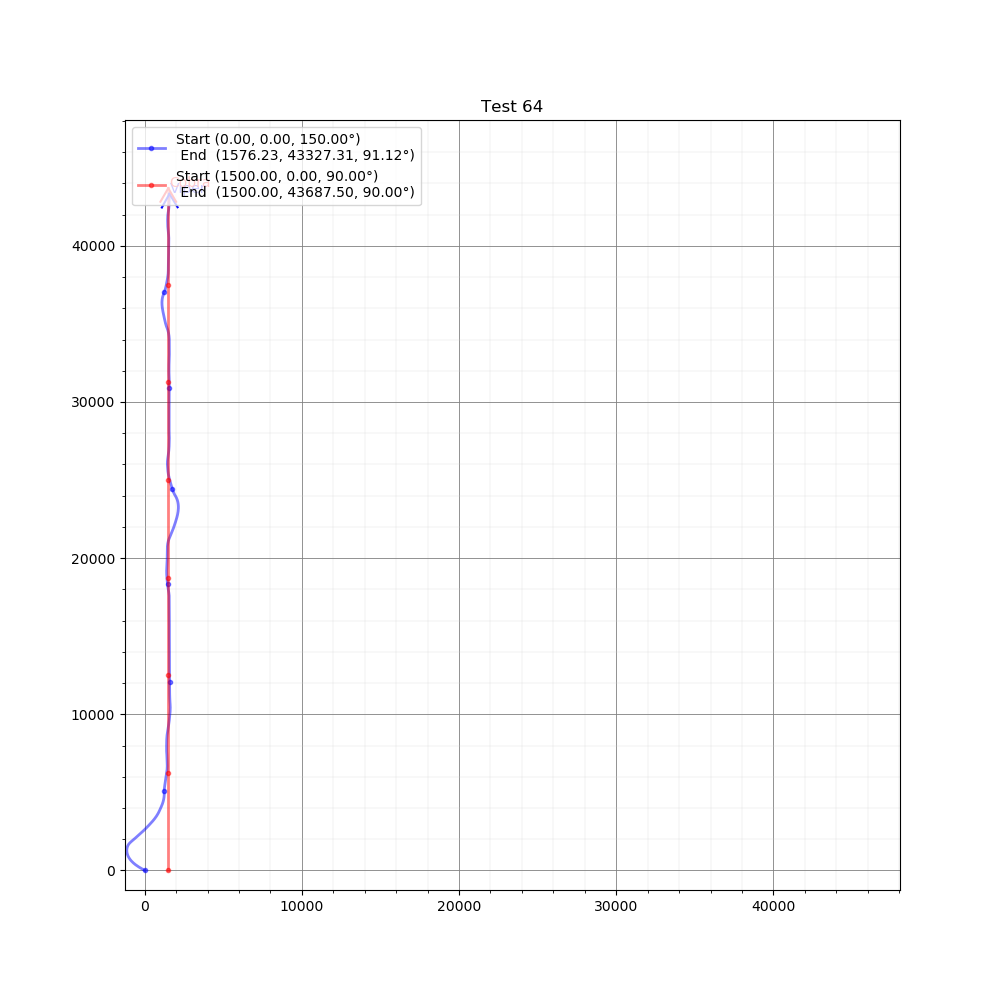 Test 64
Start (0.00, 0.00, 150.00°)
End (1576.23, 43327.31, 91.12°)
Start (1500.00, 0.00, 90.00°)
End (1500.00, 43687.50, 90.00°)
40000
30000
20000
10000
0
0 10000 20000 30000 40000